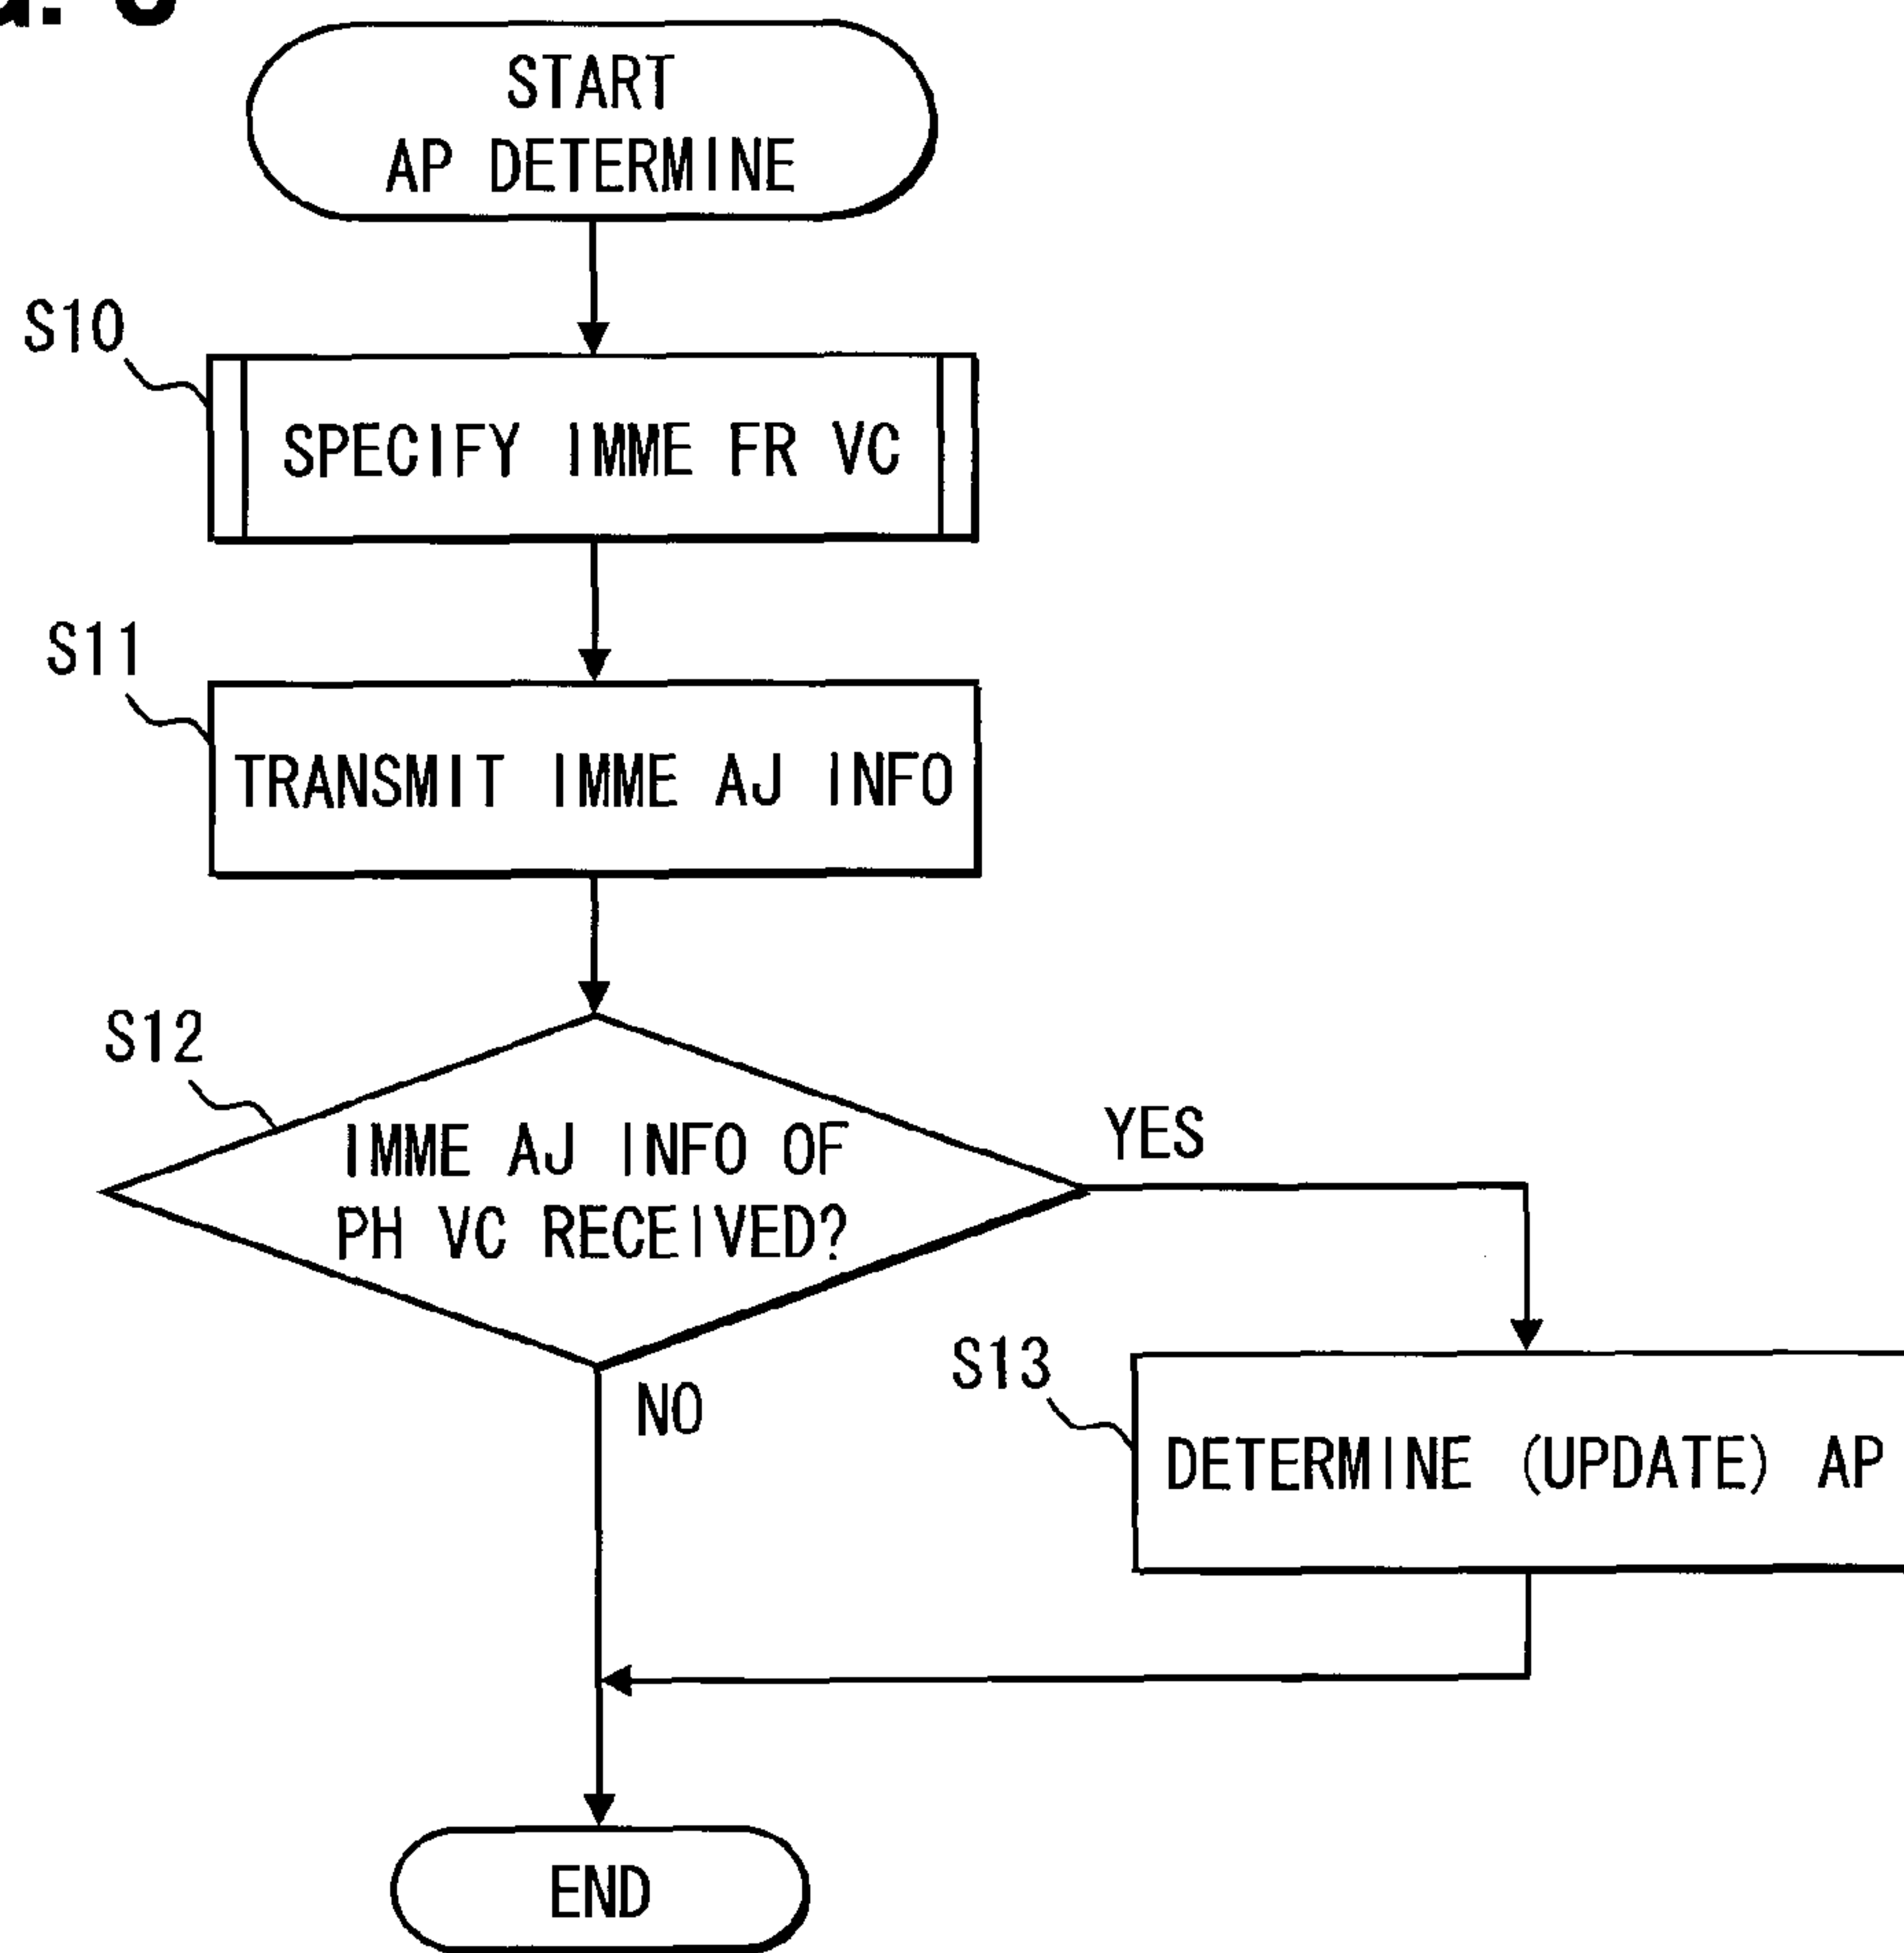 START
AP DETERMINE
S10
SPECIFY IMME FR VC
S11
TRANSMIT IMME AJ INFO
S12
IMME AJ INFO OF
PH VC RECEIVED?
YES
NO
S13
DETERMINE (UPDATE) AP
END